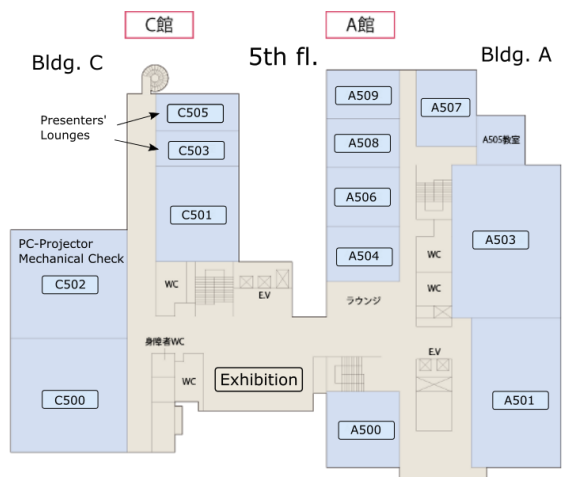 C館
A館
Bldg. C
5th fl.
Bldg. A
Presenters'
Lounges
C505
C503
C501
PC-Projector
Mechanical Check
C502
C500
WC
E.V
身障者WC
WC
Exhibition
A509
A508
A506
A504
ラウンジ
A507
A505教室
A503
WC
WC
E.V
A501
A500